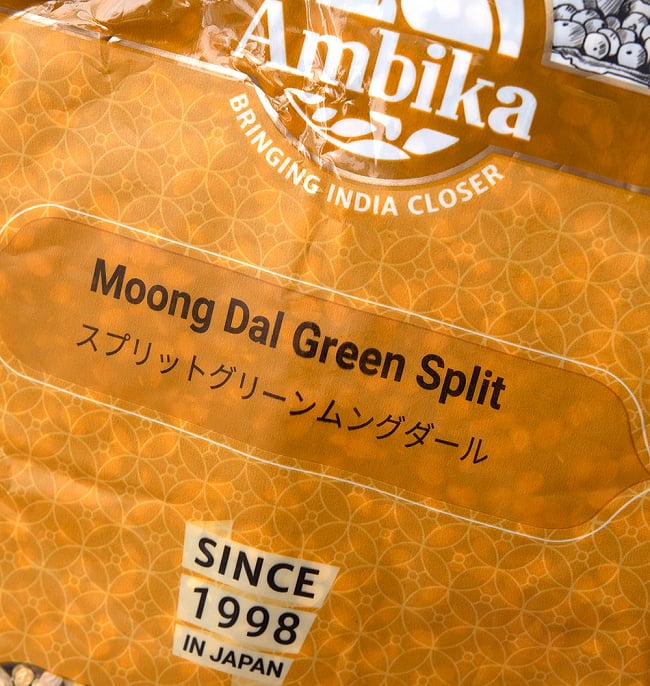 Ambika
BRINGING INDIA CLOSER
Moong Dal Green Split
スプリットグリーンムングダール
SINCE
1998
IN JAPAN